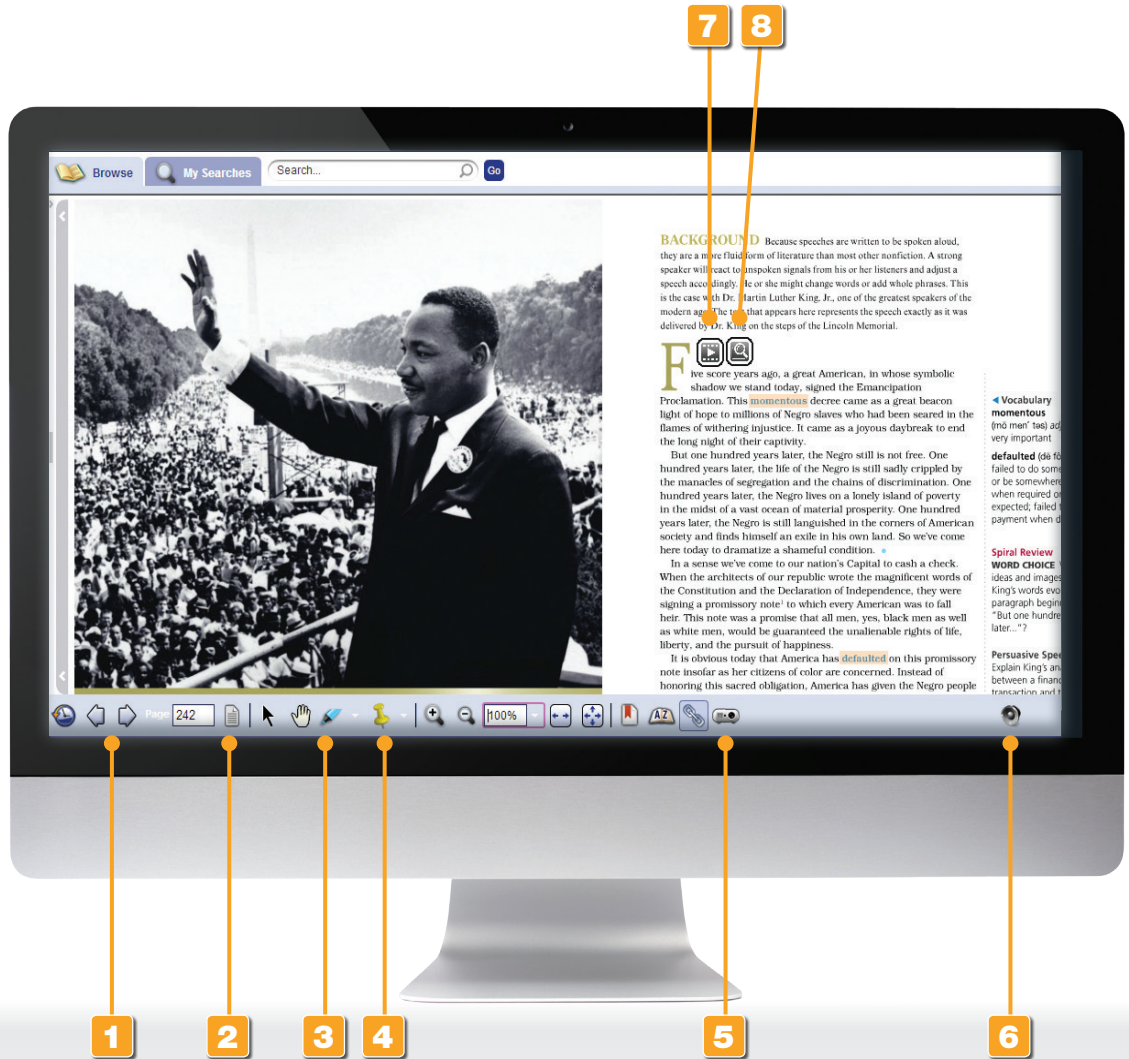 7 8
Browse My Searches Search... Go
BACKGROUND Because speeches are written to be spoken aloud,
they are a more fluid form of literature than most other nonfiction. A strong
speaker will react to unspoken signals from his or her listeners and adjust a
speech accordingly. He or she might change words or add whole phrases. This
is the case with Dr. Martin Luther King, Jr., one of the greatest speakers of the
modern age. The text that appears here represents the speech exactly as it was
delivered by Dr. King on the steps of the Lincoln Memorial.
Five score years ago, a great American, in whose symbolic
shadow we stand today, signed the Emancipation
Proclamation. This momentous decree came as a great beacon
light of hope to millions of Negro slaves who had been seared in the
flames of withering injustice. It came as a joyous daybreak to end
the long night of their captivity.
But one hundred years later, the Negro still is not free. One
hundred years later, the life of the Negro is still sadly crippled by
the manacles of segregation and the chains of discrimination. One
hundred years later, the Negro lives on a lonely island of poverty
in the midst of a vast ocean of material prosperity. One hundred
years later, the Negro is still languished in the corners of American
society and finds himself an exile in his own land. So we've come
here today to dramatize a shameful condition.
In a sense we've come to our nation's Capital to cash a check.
When the architects of our republic wrote the magnificent words of
the Constitution and the Declaration of Independence, they were
signing a promissory note¹ to which every American was to fall
heir. This note was a promise that all men, yes, black men as well
as white men, would be guaranteed the unalienable rights of life,
liberty, and the pursuit of happiness.
It is obvious today that America has defaulted on this promissory
note insofar as her citizens of color are concerned. Instead of
honoring this sacred obligation, America has given the Negro people
◀ Vocabulary
momentous
(mō men´ təs) adj
very important
defaulted (dē fô
failed to do some
or be somewhere
when required or
expected; failed t
payment when d
Spiral Review
WORD CHOICE
ideas and images
King's words evo
paragraph begin
"But one hundre
later..."?
Persuasive Spee
Explain King's an
between a financ
transaction and t
Page 242 100% A Z
1 2 3 4 5 6